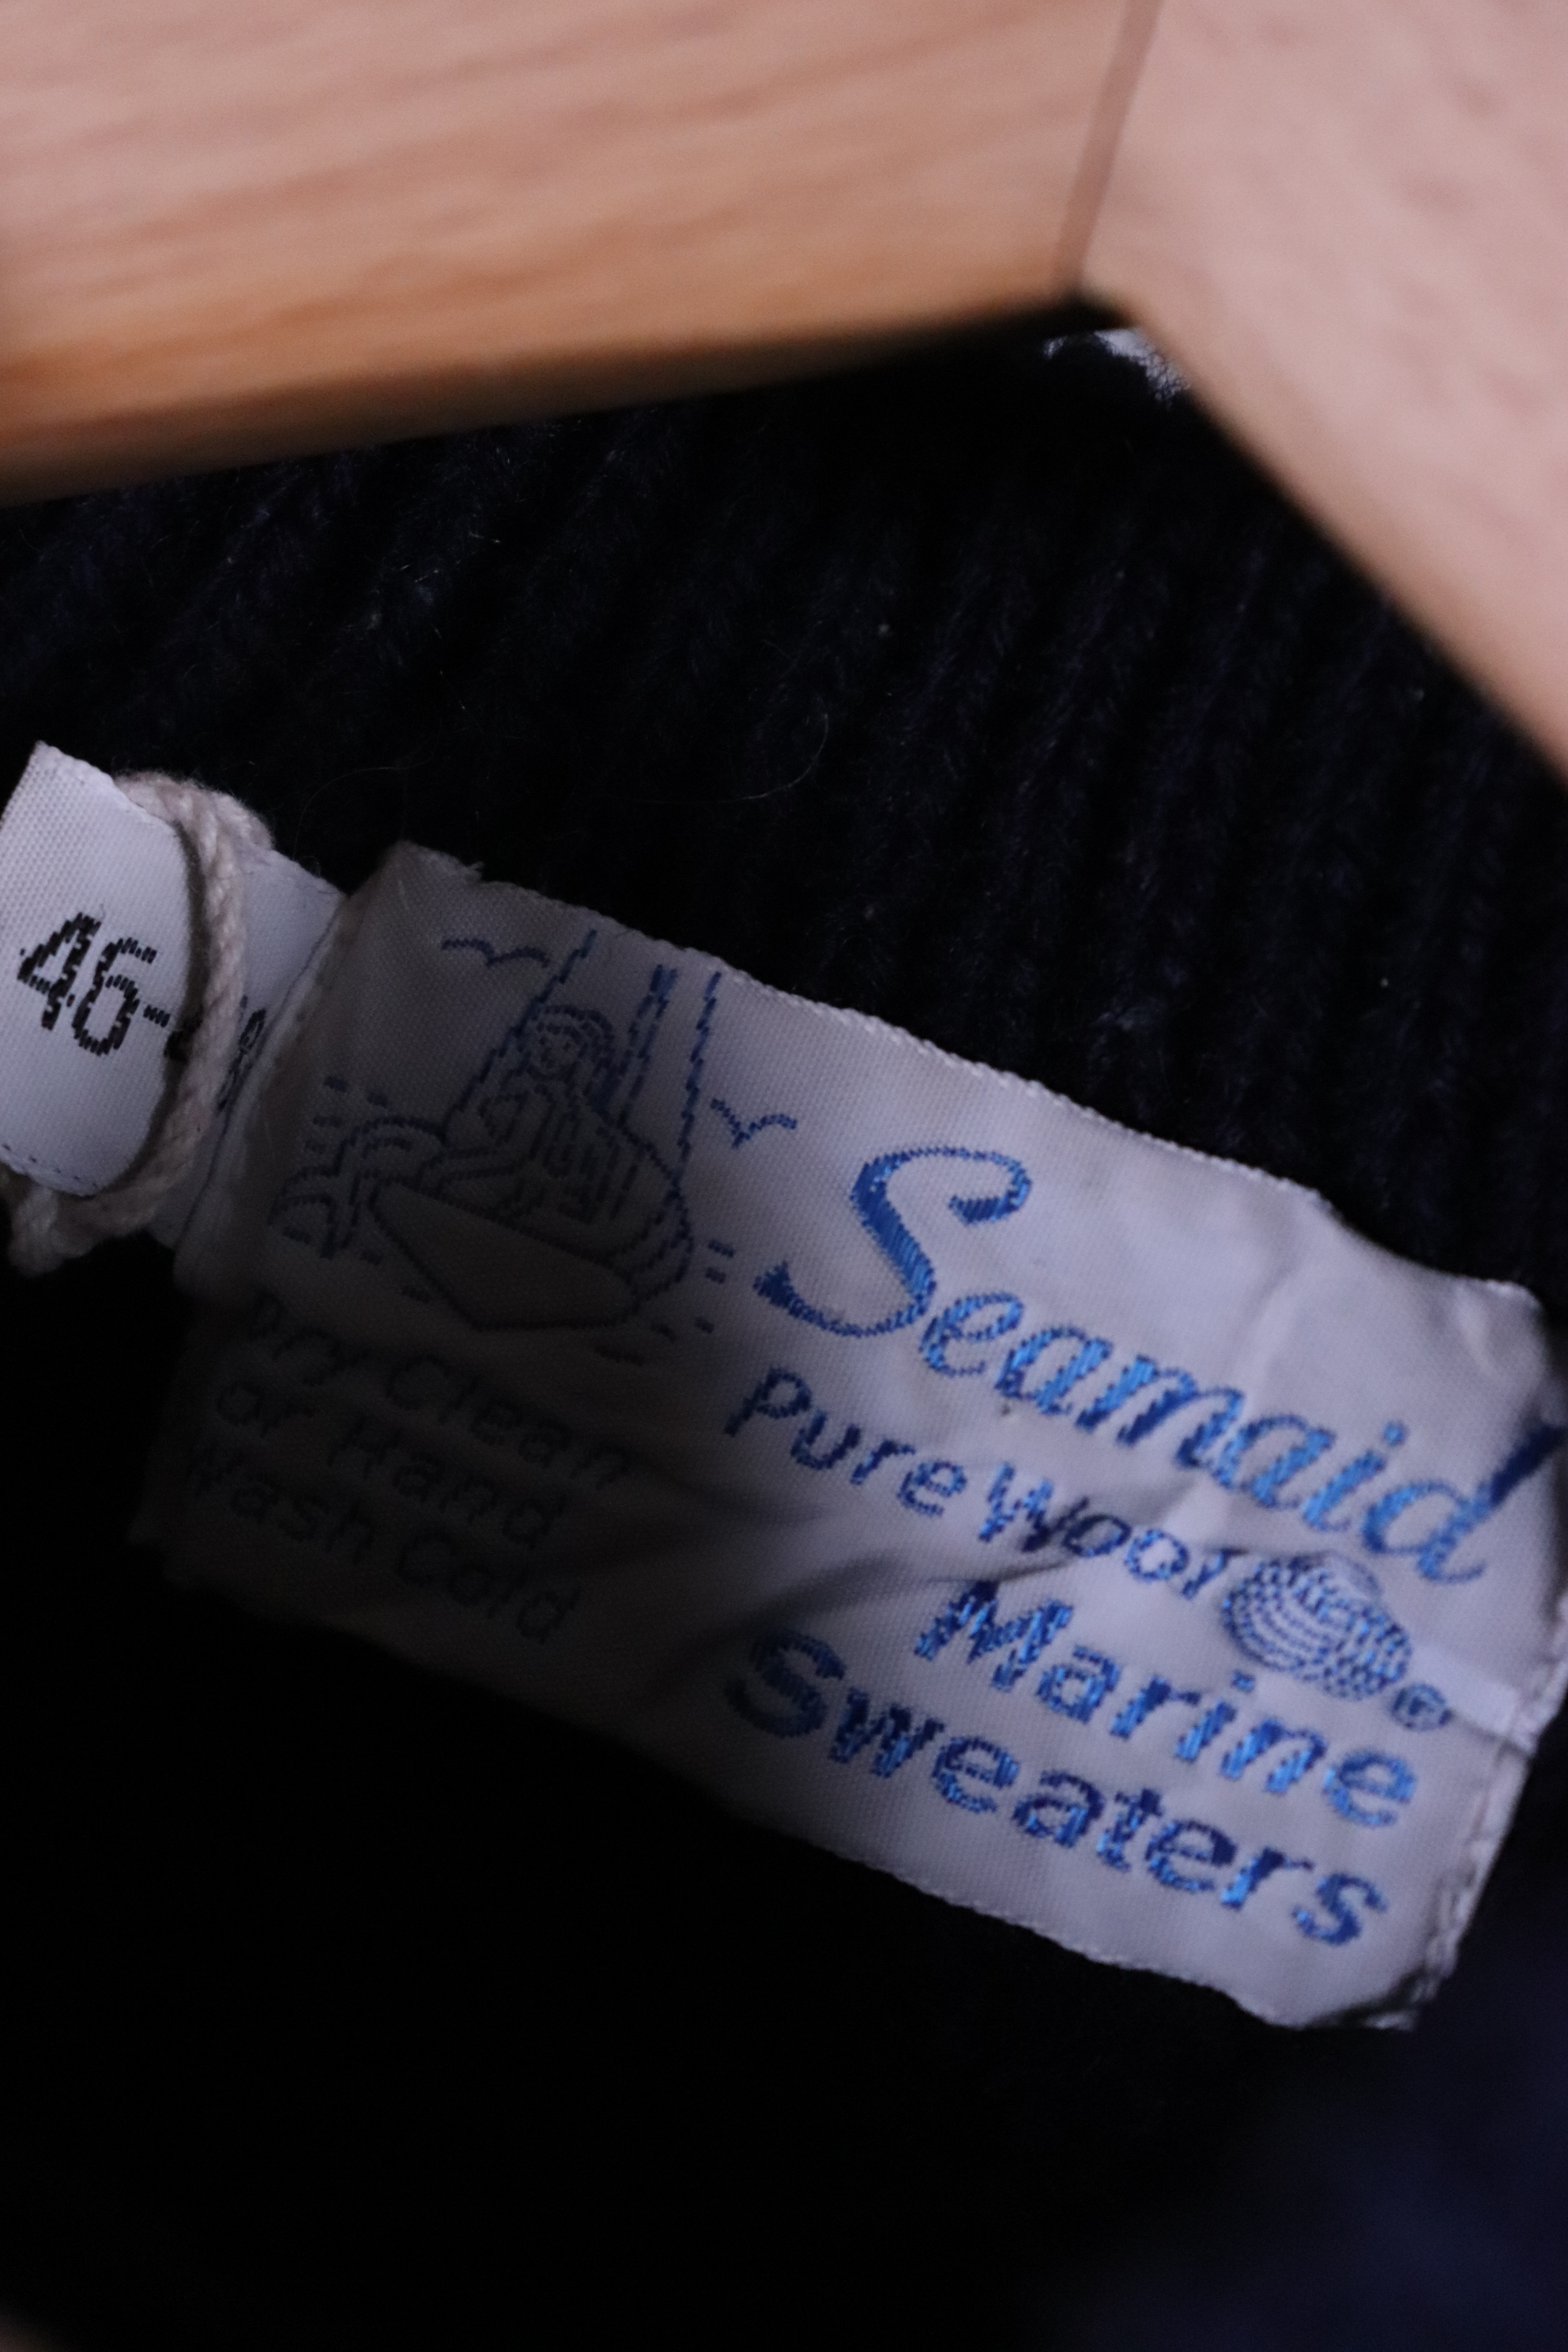 46-
Seamaid
Pure Wool
Marine
Sweaters
Dry Clean
or Hand
Wash Cold